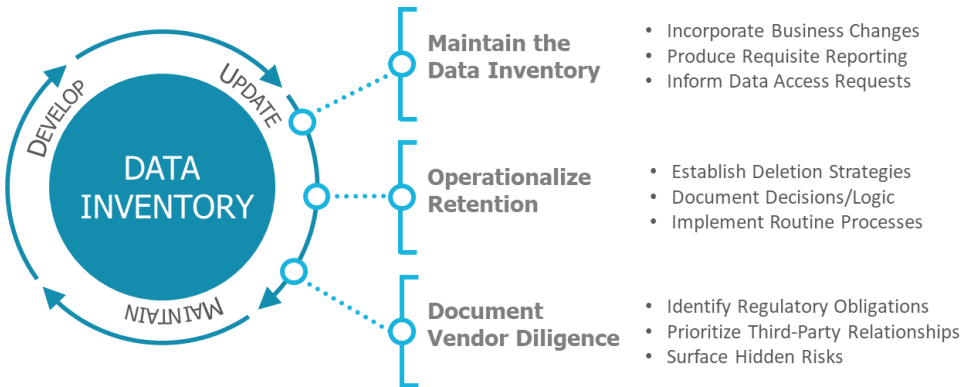 DEVELOP
UPDATE
MAINTAIN
DATA
INVENTORY
Maintain the
Data Inventory
• Incorporate Business Changes
• Produce Requisite Reporting
• Inform Data Access Requests
Operationalize
Retention
• Establish Deletion Strategies
• Document Decisions/Logic
• Implement Routine Processes
Document
Vendor Diligence
• Identify Regulatory Obligations
• Prioritize Third-Party Relationships
• Surface Hidden Risks